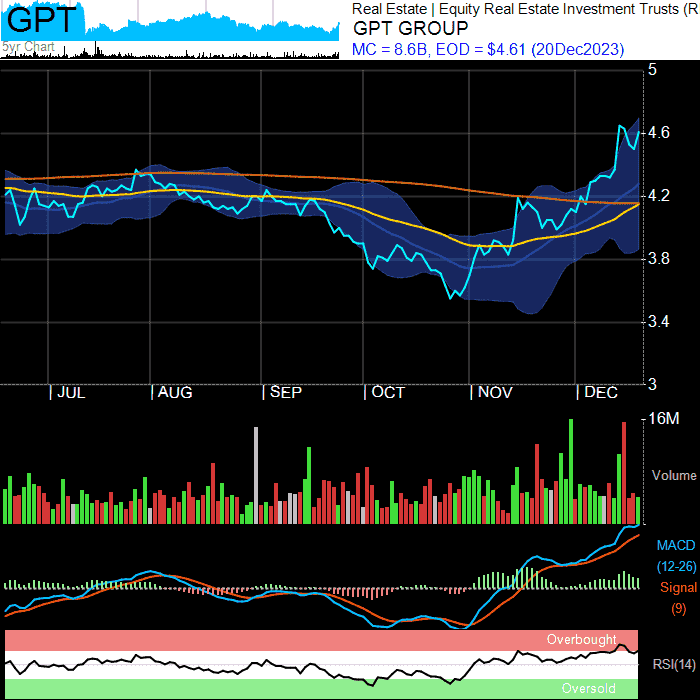 GPT
5yr Chart
Real Estate | Equity Real Estate Investment Trusts (R
GPT GROUP
MC = 8.6B, EOD = $4.61 (20Dec2023)
5
4.6
4.2
3.8
3.4
3
| JUL | AUG | SEP | OCT | NOV | DEC
16M
Volume
MACD
(12-26)
Signal
(9)
Overbought
RSI(14)
Oversold